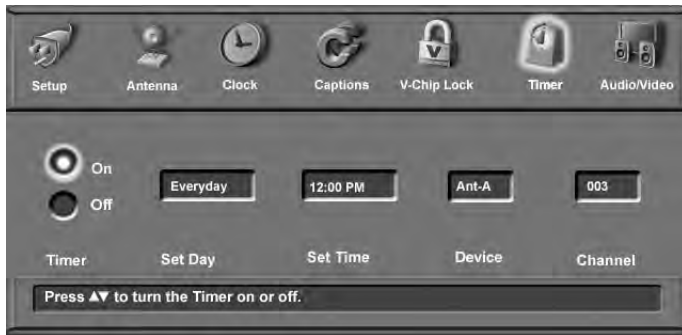 Setup Antenna Clock Captions V-Chip Lock Timer Audio/Video
On
Everyday 12:00 PM Ant-A 003
Off
Timer Set Day Set Time Device Channel
Press ▲▼ to turn the Timer on or off.